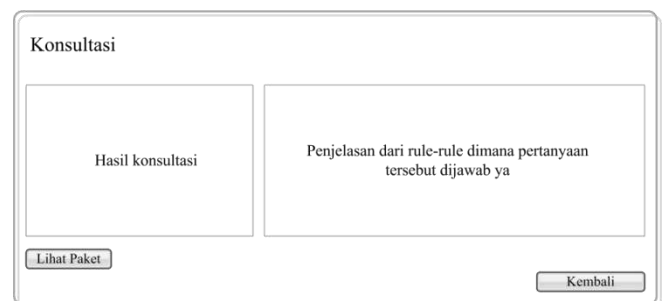 Konsultasi
Hasil konsultasi
Penjelasan dari rule-rule dimana pertanyaan
tersebut dijawab ya
Lihat Paket
Kembali